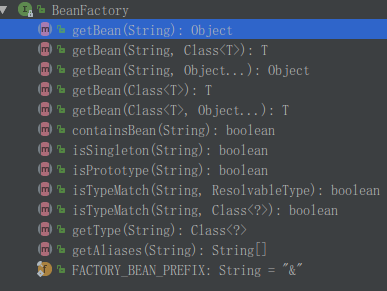 BeanFactory
getBean(String): Object
getBean(String, Class<T>): T
getBean(String, Object...): Object
getBean(Class<T>): T
getBean(Class<T>, Object...): T
containsBean(String): boolean
isSingleton(String): boolean
isPrototype(String): boolean
isTypeMatch(String, ResolvableType): boolean
isTypeMatch(String, Class<?>): boolean
getType(String): Class<?>
getAliases(String): String[]
FACTORY_BEAN_PREFIX: String = "&"